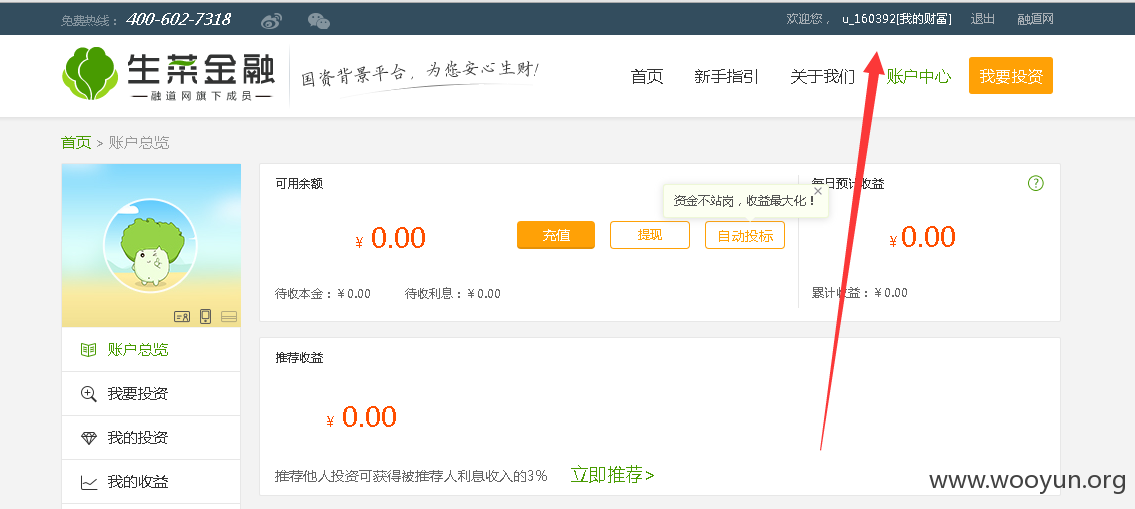 免费热线： 400-602-7318
欢迎您， u_160392[我的财富] 退出 融道网
生菜金融
融道网旗下成员
国资背景平台，为您安心生财！
首页 新手指引 关于我们 账户中心 我要投资
首页 > 账户总览
可用余额
资金不站岗，收益最大化！
每日预计收益
¥ 0.00
充值 提现 自动投标
¥ 0.00
待收本金：¥0.00 待收利息：¥0.00
累计收益：¥0.00
账户总览
我要投资
我的投资
我的收益
推荐收益
¥ 0.00
推荐他人投资可获得被推荐人利息收入的3% 立即推荐>
www.wooyun.org